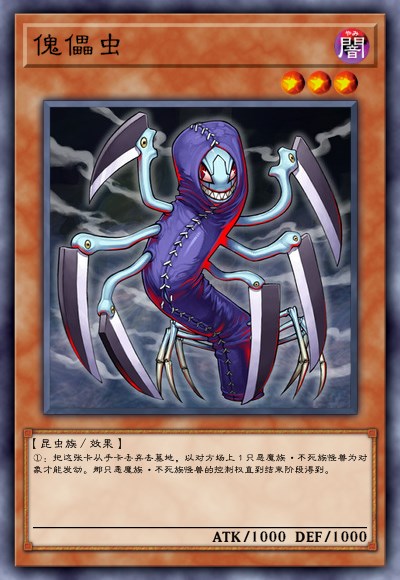 傀儡虫
やみ
闇
【昆虫族／效果】
①：把这张卡从手卡丢弃去墓地，以对方场上1只恶魔族·不死族怪兽为对
象才能发动。那只恶魔族·不死族怪兽的控制权直到结束阶段得到。
ATK/1000 DEF/1000